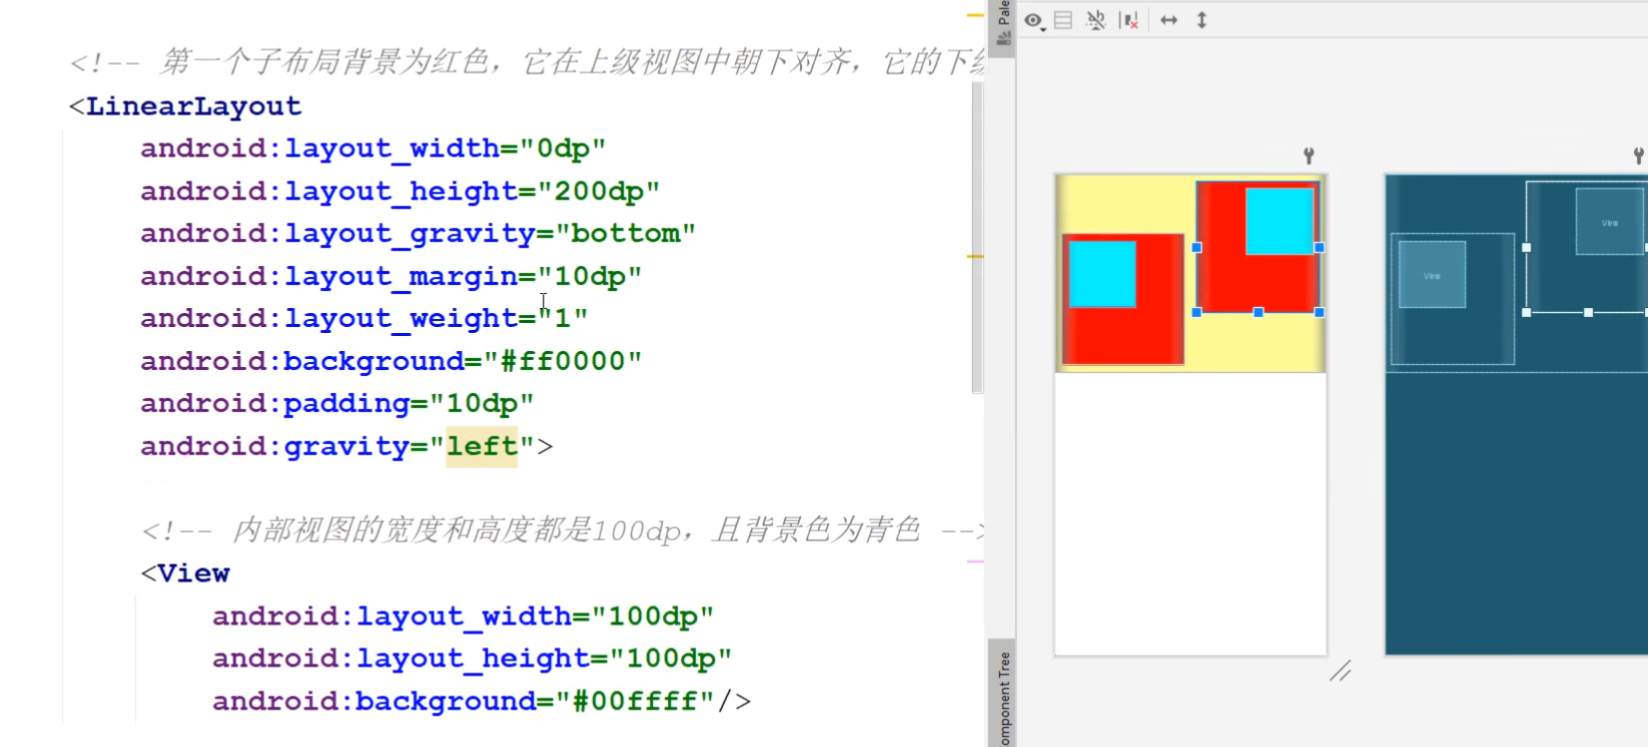 <!-- 第一个子布局背景为红色，它在上级视图中朝下对齐，它的下
<LinearLayout
android:layout_width="0dp"
android:layout_height="200dp"
android:layout_gravity="bottom"
android:layout_margin="10dp"
android:layout_weight="1"
android:background="#ff0000"
android:padding="10dp"
android:gravity="left">
<!-- 内部视图的宽度和高度都是100dp，且背景色为青色 -->
<View
android:layout_width="100dp"
android:layout_height="100dp"
android:background="#00ffff"/>
Pale
omponent Tree
View
View